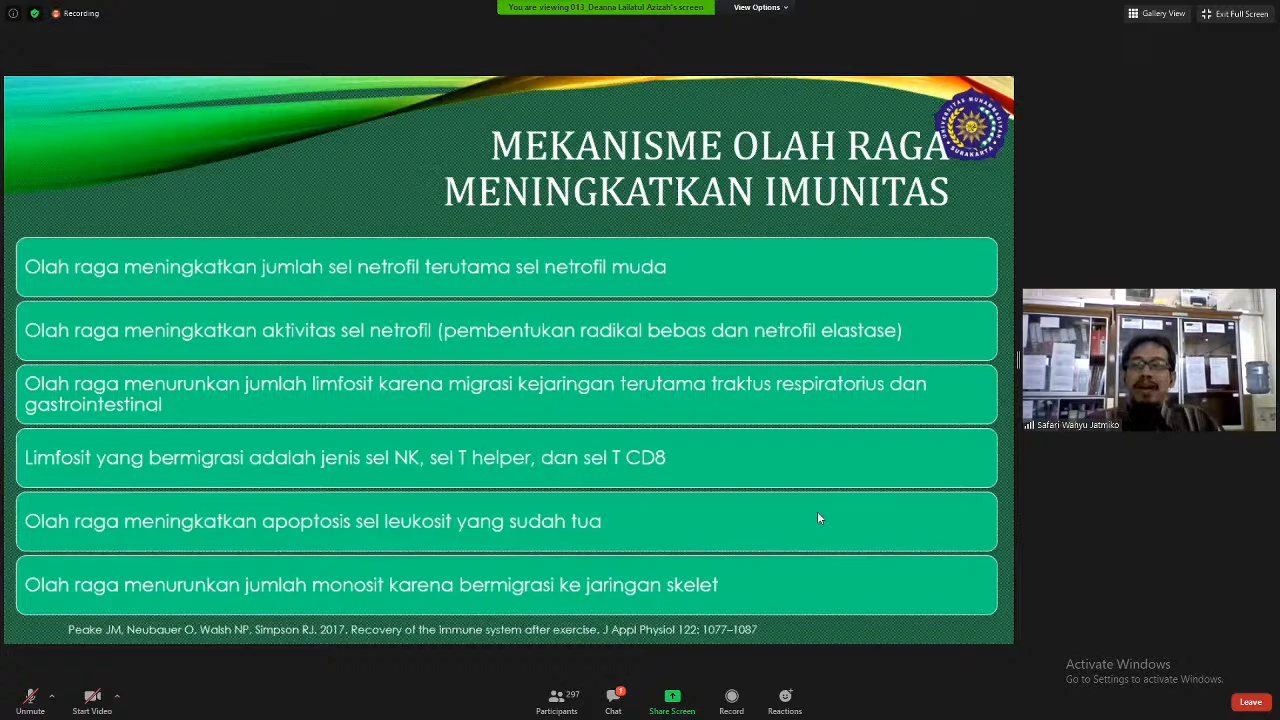 Recording
You are viewing 013_Deanna Lailatul Azizah's screen
View Options
Gallery View
Exit Full Screen
UNIVERSITAS MUHAMMADIYAH
SURAKARTA
MEKANISME OLAH RAGA
MENINGKATKAN IMUNITAS
Olah raga meningkatkan jumlah sel netrofil terutama sel netrofil muda
Olah raga meningkatkan aktivitas sel netrofil (pembentukan radikal bebas dan netrofil elastase)
Olah raga menurunkan jumlah limfosit karena migrasi kejaringan terutama traktus respiratorius dan
gastrointestinal
Limfosit yang bermigrasi adalah jenis sel NK, sel T helper, dan sel T CD8
Olah raga meningkatkan apoptosis sel leukosit yang sudah tua
Olah raga menurunkan jumlah monosit karena bermigrasi ke jaringan skelet
Peake JM, Neubauer O, Walsh NP, Simpson RJ. 2017. Recovery of the immune system after exercise. J Appl Physiol 122: 1077–1087
Safari Wahyu Jatmiko
Activate Windows
Go to Settings to activate Windows.
Unmute
Start Video
297
Participants
1
Chat
Share Screen
Record
Reactions
Leave